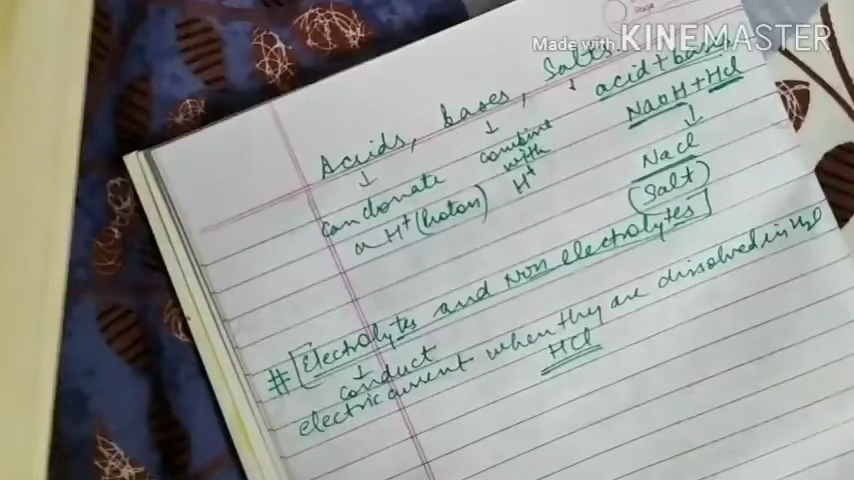 Made with KINEMASTER
Acids, bases, Salts
acid + base
↓ ↓ ↓
can donate combine NaOH + HCl
a H+ (proton) with ↓
H+ NaCl
(Salt)
# [Electrolytes and Non electrolytes]
↓
conduct
electric current when they are dissolved in H2O
HCl